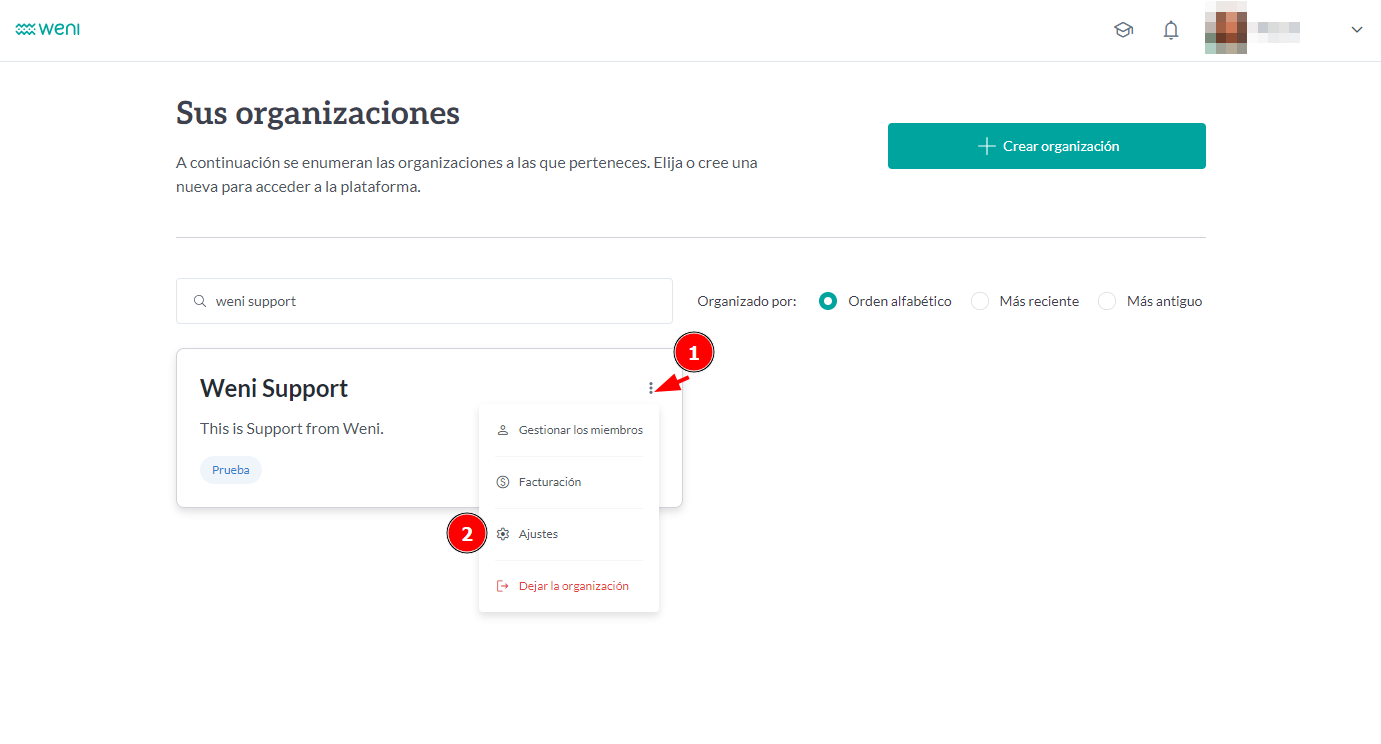 weni
Sus organizaciones
A continuación se enumeran las organizaciones a las que perteneces. Elija o cree una
nueva para acceder a la plataforma.
Crear organización
weni support
Organizado por:
Orden alfabético
Más reciente
Más antiguo
1
Weni Support
This is Support from Weni.
Prueba
Gestionar los miembros
Facturación
2
Ajustes
Dejar la organización